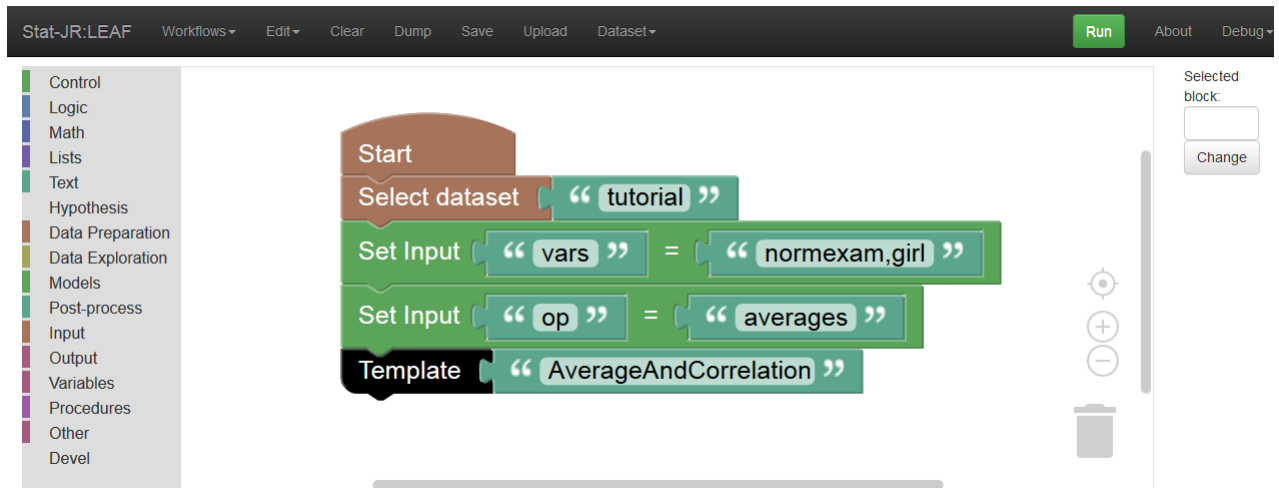 Stat-JR:LEAF Workflows Edit Clear Dump Save Upload Dataset Run About Debug
Control
Logic
Math
Lists
Text
Hypothesis
Data Preparation
Data Exploration
Models
Post-process
Input
Output
Variables
Procedures
Other
Devel
Start
Select dataset “ tutorial ”
Set Input “ vars ” = “ normexam,girl ”
Set Input “ op ” = “ averages ”
Template “ AverageAndCorrelation ”
Selected
block:
Change